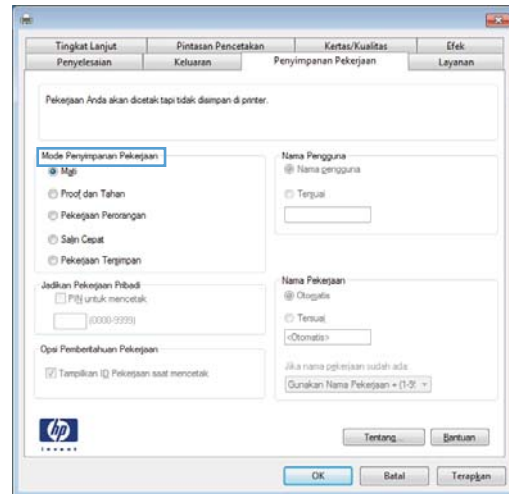 Tingkat Lanjut Pintasan Pencetakan Kertas/Kualitas Efek
Penyelesaian Keluaran Penyimpanan Pekerjaan Layanan
Pekerjaan Anda akan dicetak tapi tidak disimpan di printer.
Mode Penyimpanan Pekerjaan
Mati
Proof dan Tahan
Pekerjaan Perorangan
Salin Cepat
Pekerjaan Tersimpan
Nama Pengguna
Nama pengguna
Tersuai
Jadikan Pekerjaan Pribadi
PIN untuk mencetak
(0000-9999)
Nama Pekerjaan
Otomatis
Tersuai
<Otomatis>
Opsi Pemberitahuan Pekerjaan
Tampilkan ID Pekerjaan saat mencetak
Jika nama pekerjaan sudah ada:
Gunakan Nama Pekerjaan + (1-9
hp
invent
Tentang... Bantuan
OK Batal Terapkan